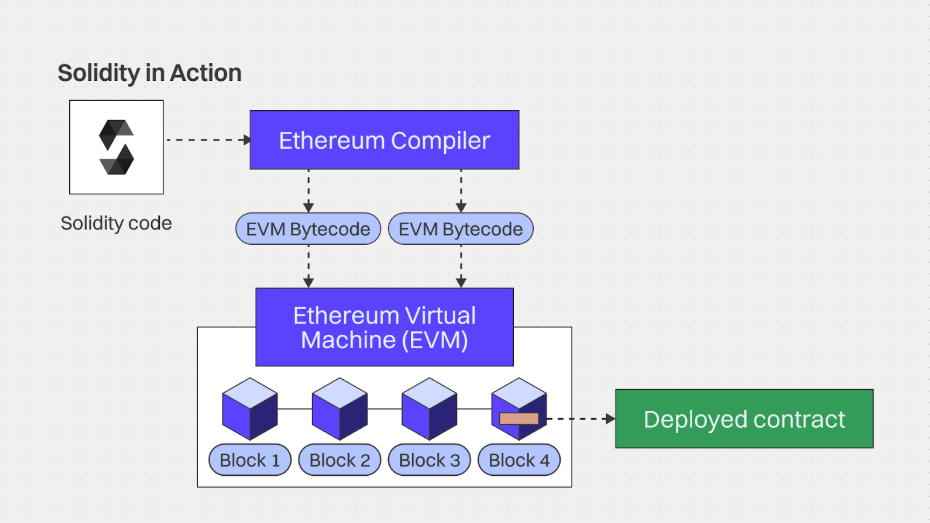 Solidity in Action
Ethereum Compiler
Solidity code
EVM Bytecode
EVM Bytecode
Ethereum Virtual
Machine (EVM)
Block 1
Block 2
Block 3
Block 4
Deployed contract